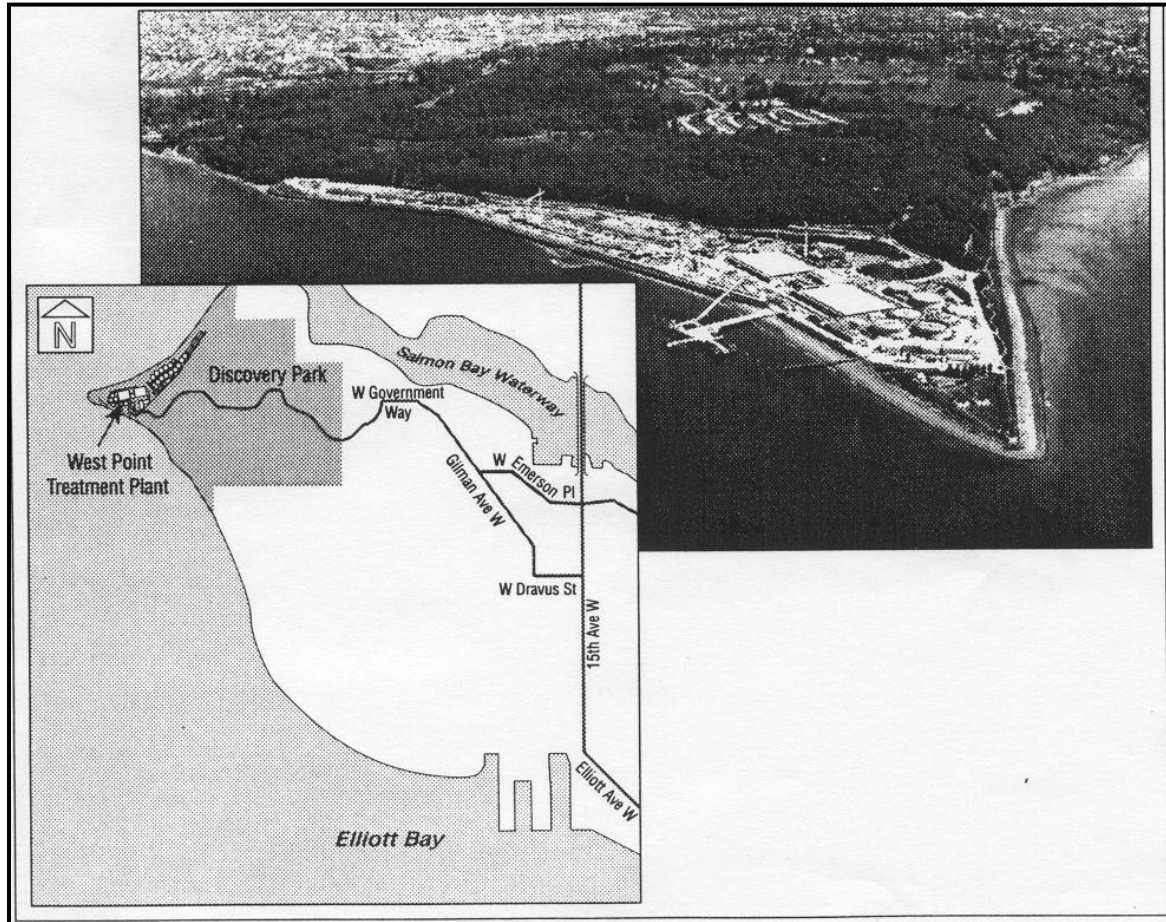 N
Discovery Park
Salmon Bay Waterway
W Government
Way
West Point
Treatment Plant
Gilman Ave W
W Emerson Pl
W Dravus St
15th Ave W
Elliott Ave W
Elliott Bay